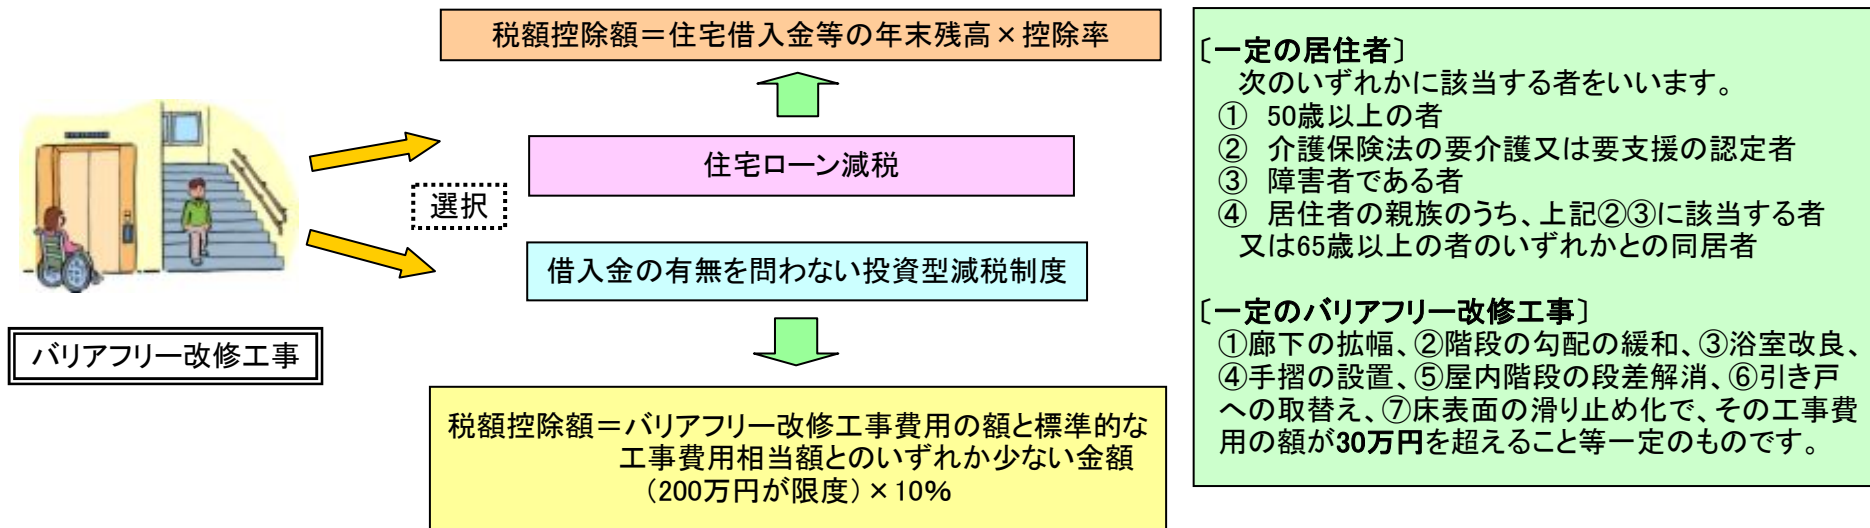 税額控除額＝住宅借入金等の年末残高×控除率
住宅ローン減税
選択
借入金の有無を問わない投資型減税制度
バリアフリー改修工事
税額控除額＝バリアフリー改修工事費用の額と標準的な
工事費用相当額とのいずれか少ない金額
（200万円が限度）×10％
〔一定の居住者〕
次のいずれかに該当する者をいいます。
① 50歳以上の者
② 介護保険法の要介護又は要支援の認定者
③ 障害者である者
④ 居住者の親族のうち、上記②③に該当する者
又は65歳以上の者のいずれかとの同居者
〔一定のバリアフリー改修工事〕
①廊下の拡幅、②階段の勾配の緩和、③浴室改良、
④手摺の設置、⑤屋内階段の段差解消、⑥引き戸
への取替え、⑦床表面の滑り止め化で、その工事費
用の額が30万円を超えること等一定のものです。